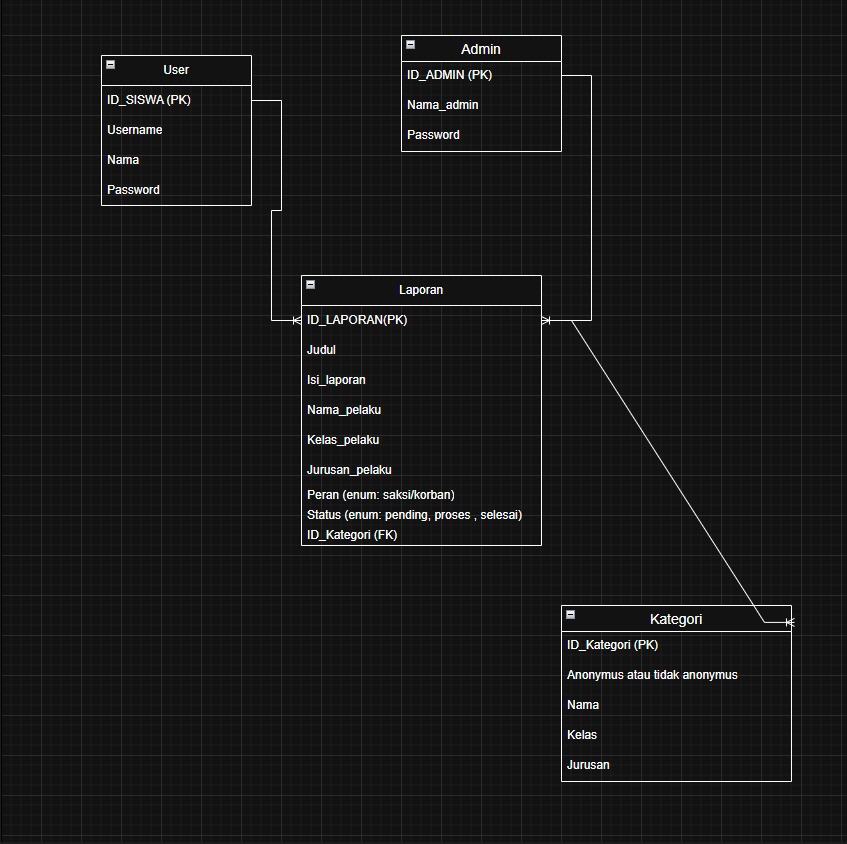 User
ID_SISWA (PK)
Username
Nama
Password
Admin
ID_ADMIN (PK)
Nama_admin
Password
Laporan
ID_LAPORAN(PK)
Judul
Isi_laporan
Nama_pelaku
Kelas_pelaku
Jurusan_pelaku
Peran (enum: saksi/korban)
Status (enum: pending, proses , selesai)
ID_Kategori (FK)
Kategori
ID_Kategori (PK)
Anonymus atau tidak anonymus
Nama
Kelas
Jurusan